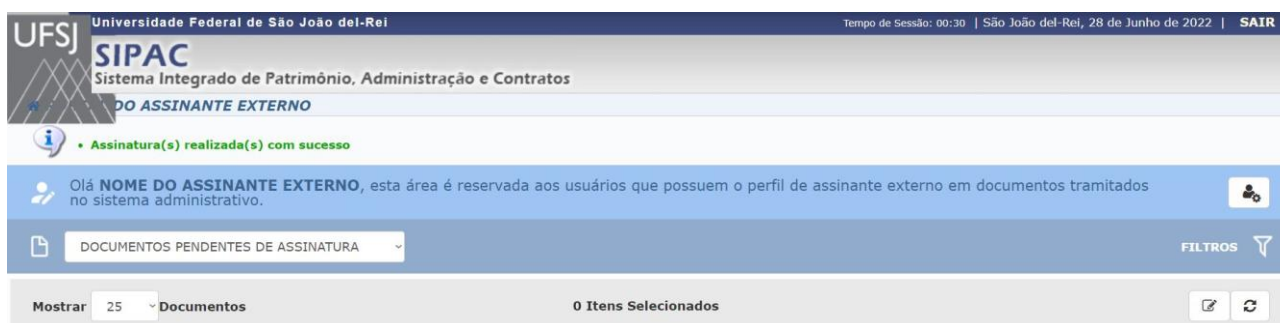 UFSJ
Universidade Federal de São João del-Rei
Tempo de Sessão: 00:30 | São João del-Rei, 28 de Junho de 2022 | SAIR
SIPAC
Sistema Integrado de Patrimônio, Administração e Contratos
DO ASSINANTE EXTERNO
• Assinatura(s) realizada(s) com sucesso
Olá NOME DO ASSINANTE EXTERNO, esta área é reservada aos usuários que possuem o perfil de assinante externo em documentos tramitados
no sistema administrativo.
DOCUMENTOS PENDENTES DE ASSINATURA
FILTROS
Mostrar 25 Documentos 0 Itens Selecionados